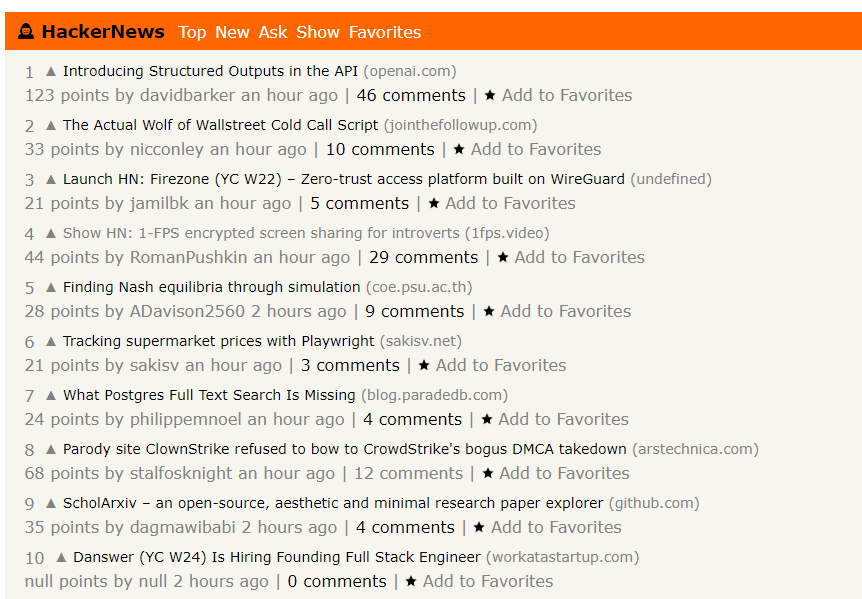 HackerNews Top New Ask Show Favorites
1 ▲ Introducing Structured Outputs in the API (openai.com)
123 points by davidbarker an hour ago | 46 comments | ★ Add to Favorites
2 ▲ The Actual Wolf of Wallstreet Cold Call Script (jointhefollowup.com)
33 points by nicconley an hour ago | 10 comments | ★ Add to Favorites
3 ▲ Launch HN: Firezone (YC W22) – Zero-trust access platform built on WireGuard (undefined)
21 points by jamilbk an hour ago | 5 comments | ★ Add to Favorites
4 ▲ Show HN: 1-FPS encrypted screen sharing for introverts (1fps.video)
44 points by RomanPushkin an hour ago | 29 comments | ★ Add to Favorites
5 ▲ Finding Nash equilibria through simulation (coe.psu.ac.th)
28 points by ADavison2560 2 hours ago | 9 comments | ★ Add to Favorites
6 ▲ Tracking supermarket prices with Playwright (sakisv.net)
21 points by sakisv an hour ago | 3 comments | ★ Add to Favorites
7 ▲ What Postgres Full Text Search Is Missing (blog.paradedb.com)
24 points by philippemnoel an hour ago | 4 comments | ★ Add to Favorites
8 ▲ Parody site ClownStrike refused to bow to CrowdStrike's bogus DMCA takedown (arstechnica.com)
68 points by stalfosknight an hour ago | 12 comments | ★ Add to Favorites
9 ▲ ScholArxiv – an open-source, aesthetic and minimal research paper explorer (github.com)
35 points by dagmawibabi 2 hours ago | 4 comments | ★ Add to Favorites
10 ▲ Danswer (YC W24) Is Hiring Founding Full Stack Engineer (workatastartup.com)
null points by null 2 hours ago | 0 comments | ★ Add to Favorites